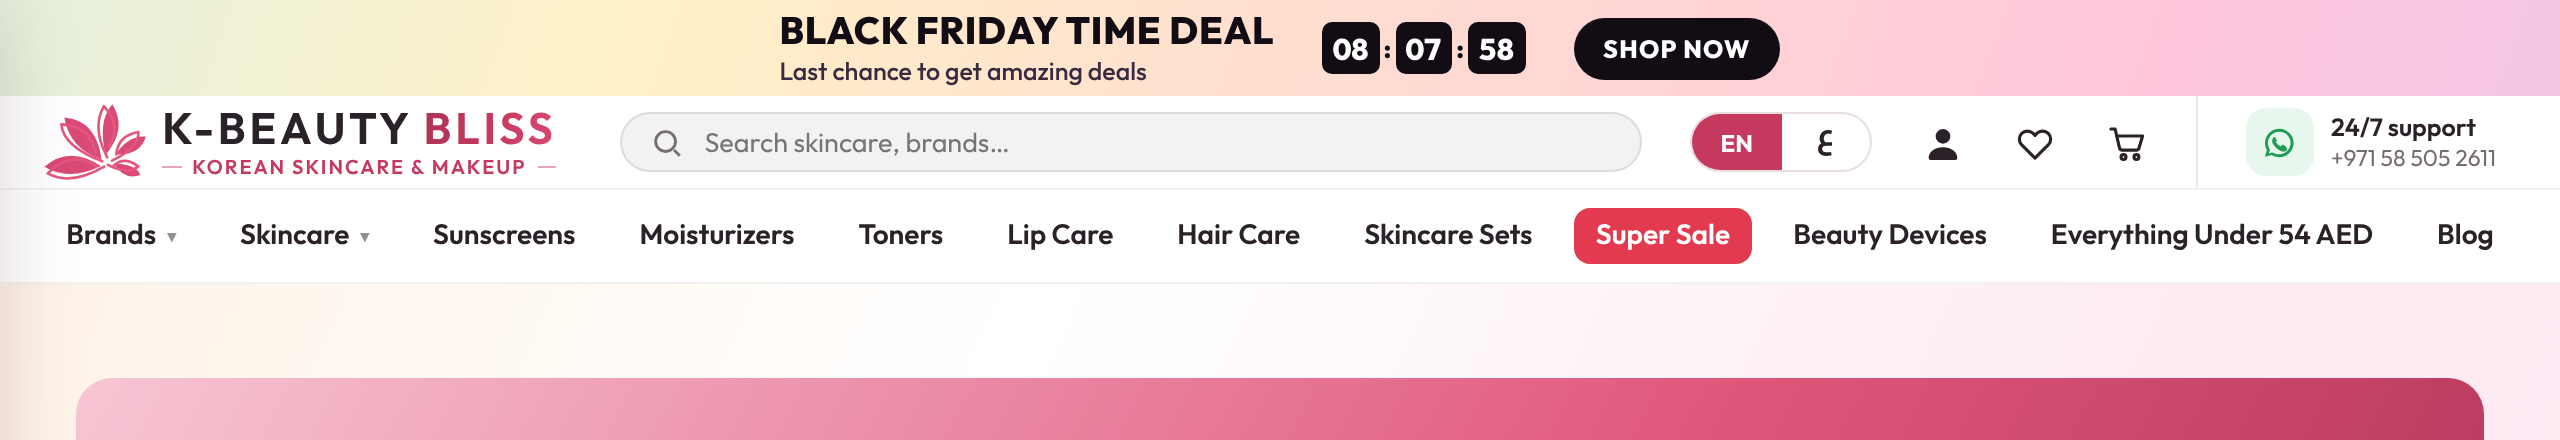 BLACK FRIDAY TIME DEAL
Last chance to get amazing deals
08 : 07 : 58
SHOP NOW
K-BEAUTY BLISS
KOREAN SKINCARE & MAKEUP
Search skincare, brands...
EN
ع
24/7 support
+971 58 505 2611
Brands ▾ Skincare ▾ Sunscreens Moisturizers Toners Lip Care Hair Care Skincare Sets Super Sale Beauty Devices Everything Under 54 AED Blog